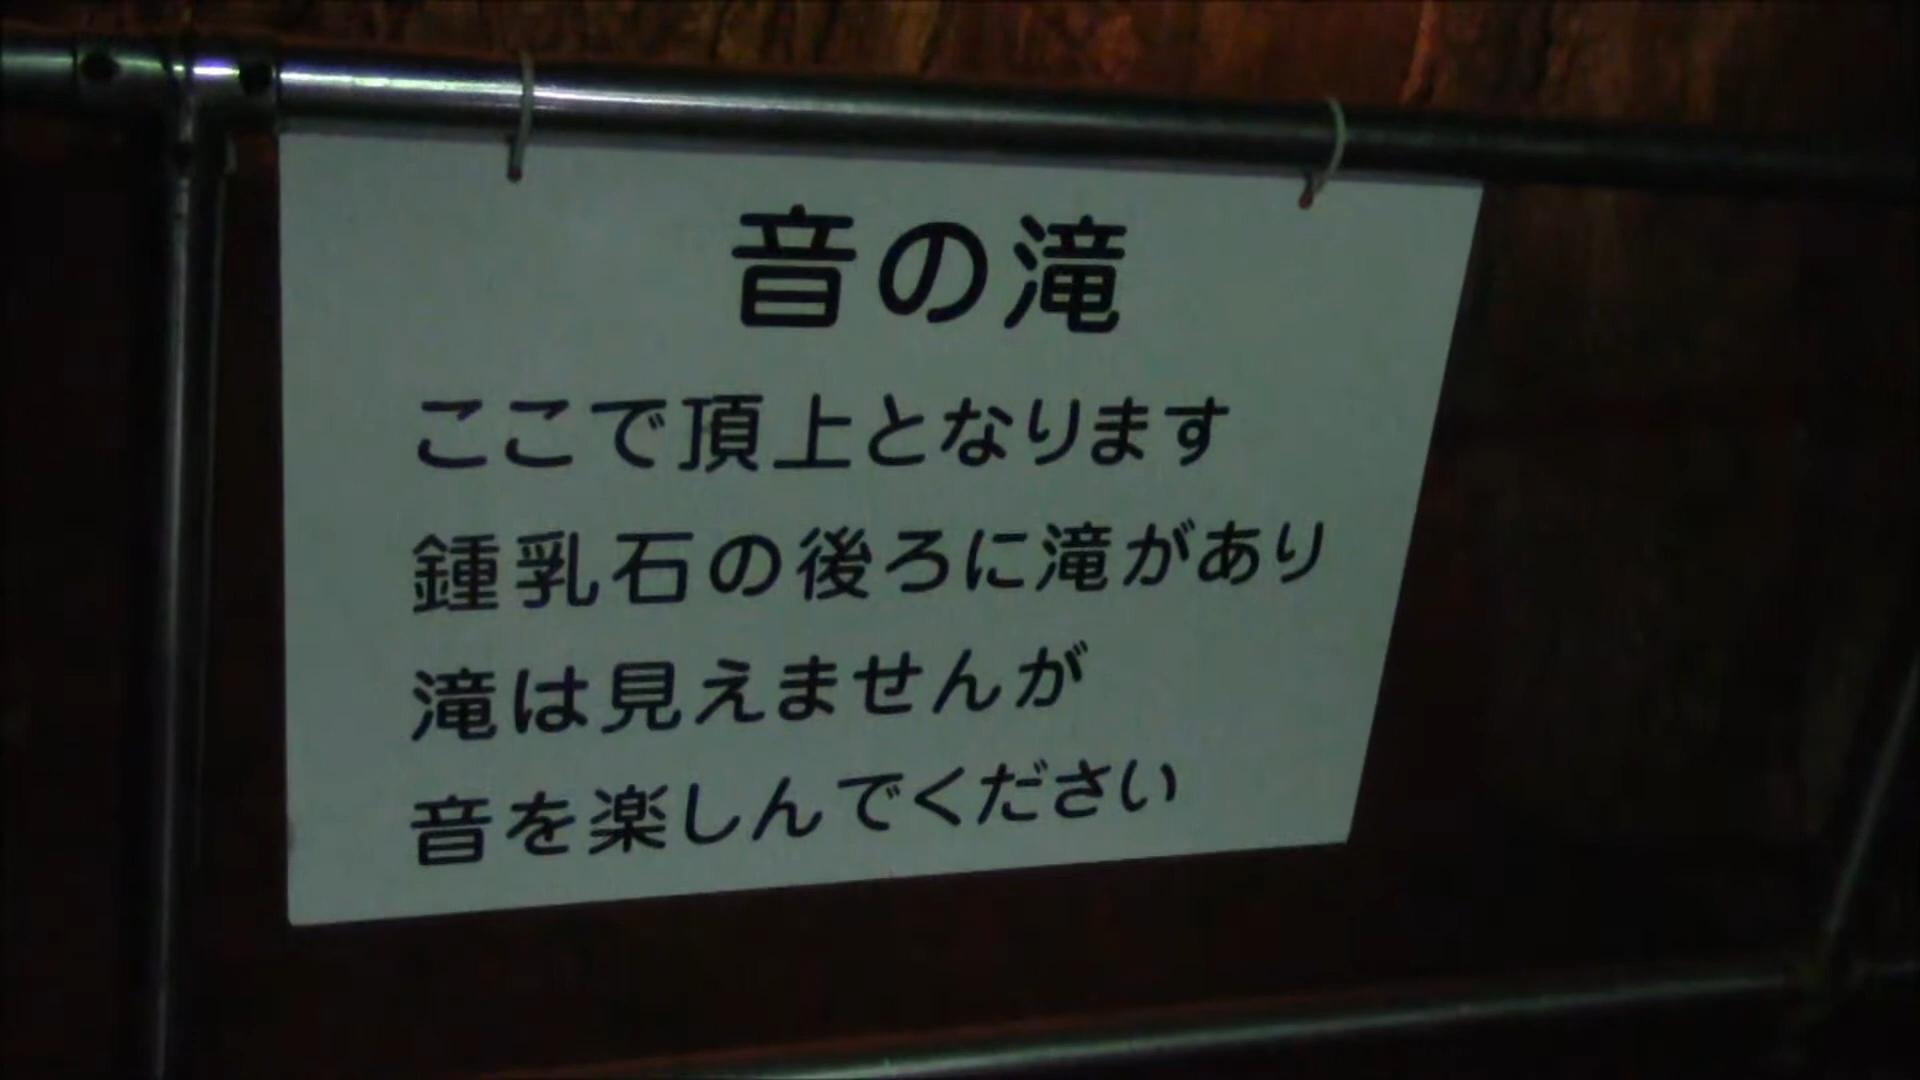 音の滝
ここで頂上となります
鍾乳石の後ろに滝があり
滝は見えませんが
音を楽しんでください